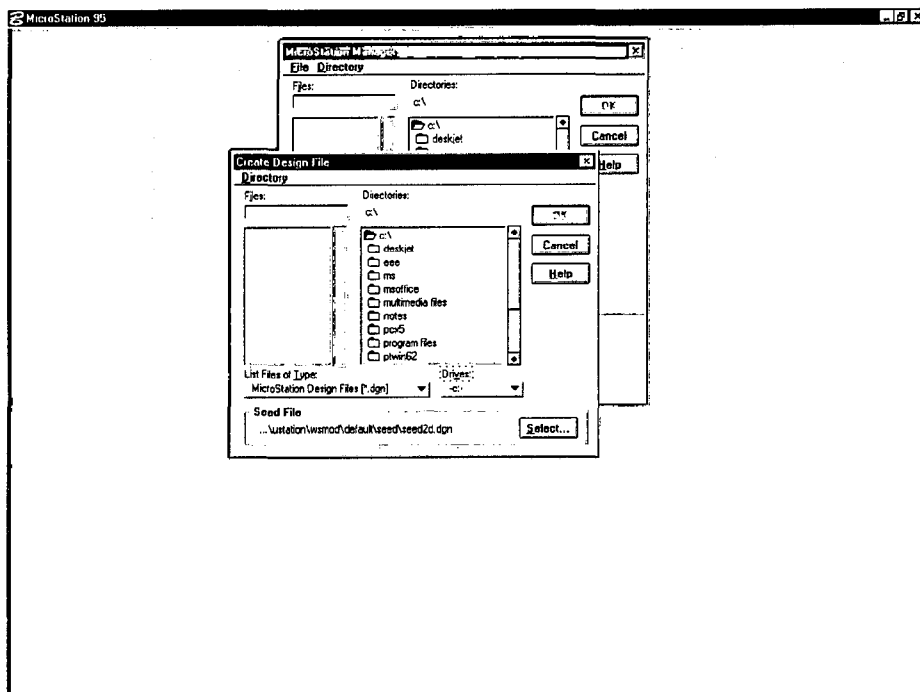 MicroStation 95
MicroStation Manager
File Directory
Files:
Directories:
c:\
OK
c:\
deskjet
Cancel
Help
Create Design File
Directory
Files:
Directories:
c:\
OK
c:\
deskjet
eee
ms
msoffice
multimedia files
notes
pcx5
program files
ptwin62
Cancel
Help
List Files of Type:
Drives:
MicroStation Design Files [*.dgn]
-c:-
Seed File
...\ustation\wsmod\default\seed\seed2d.dgn
Select...